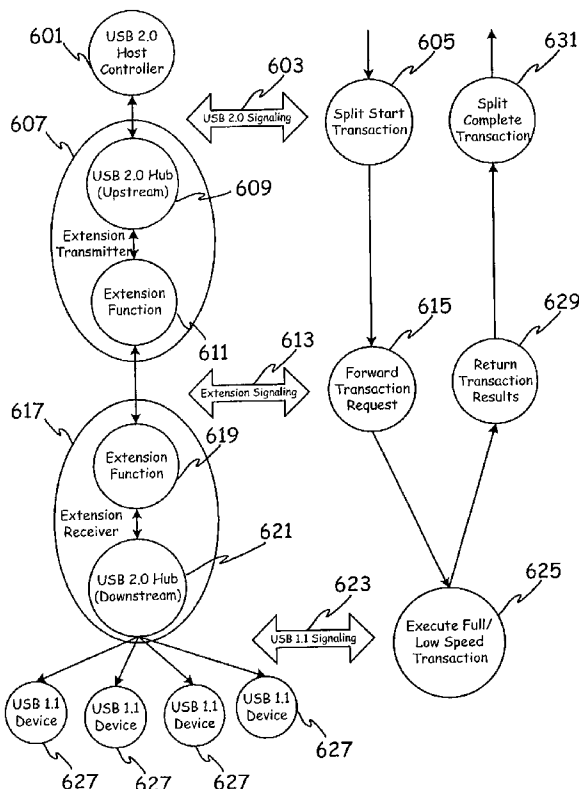 601
USB 2.0
Host
Controller
603
USB 2.0 Signaling
605
Split Start
Transaction
631
Split
Complete
Transaction
607
USB 2.0 Hub
(Upstream)
609
Extension
Transmitter
Extension
Function
611
613
Extension Signaling
615
Forward
Transaction
Request
629
Return
Transaction
Results
617
Extension
Function
619
Extension
Receiver
621
USB 2.0 Hub
(Downstream)
623
USB 1.1 Signaling
625
Execute Full/
Low Speed
Transaction
USB 1.1
Device
627
USB 1.1
Device
627
USB 1.1
Device
627
USB 1.1
Device
627